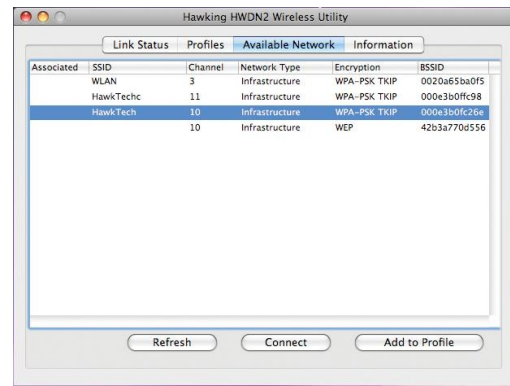 Hawking HWDN2 Wireless Utility
Link Status Profiles Available Network Information
Associated SSID Channel Network Type Encryption BSSID
WLAN 3 Infrastructure WPA-PSK TKIP 0020a65ba0f5
HawkTechc 11 Infrastructure WPA-PSK TKIP 000e3b0ffc98
HawkTech 10 Infrastructure WPA-PSK TKIP 000e3b0fc26e
10 Infrastructure WEP 42b3a770d556
Refresh Connect Add to Profile